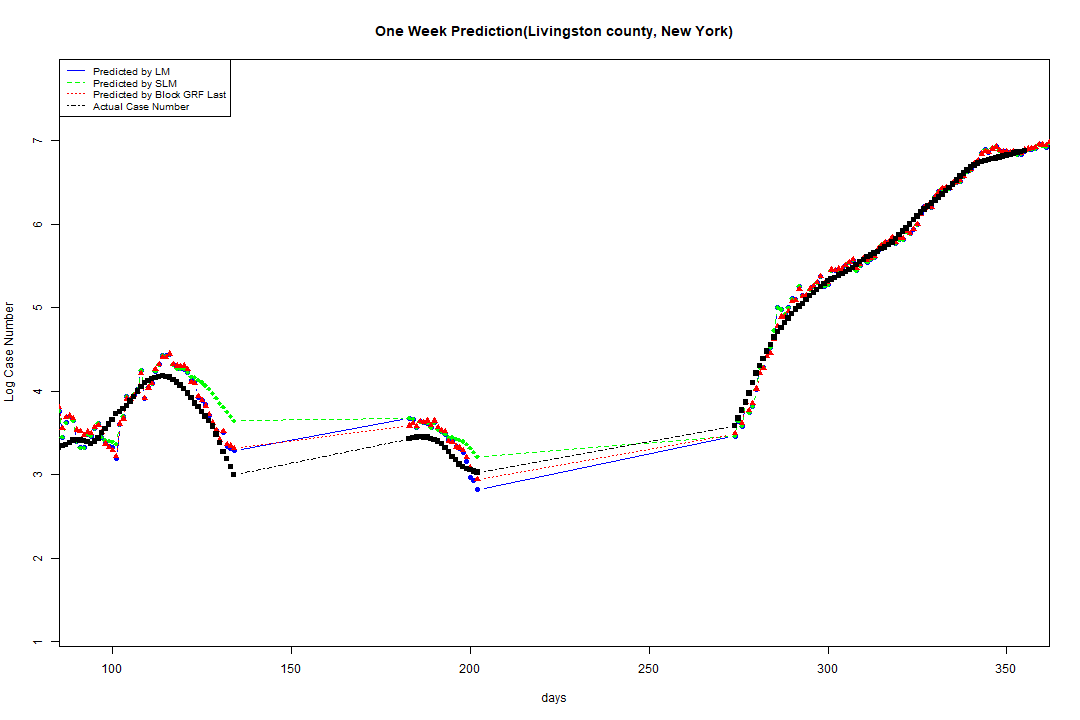 One Week Prediction(Livingston county, New York)
Predicted by LM
Predicted by SLM
Predicted by Block GRF Last
Actual Case Number
7
6
5
4
3
2
1
Log Case Number
100 150 200 250 300 350
days